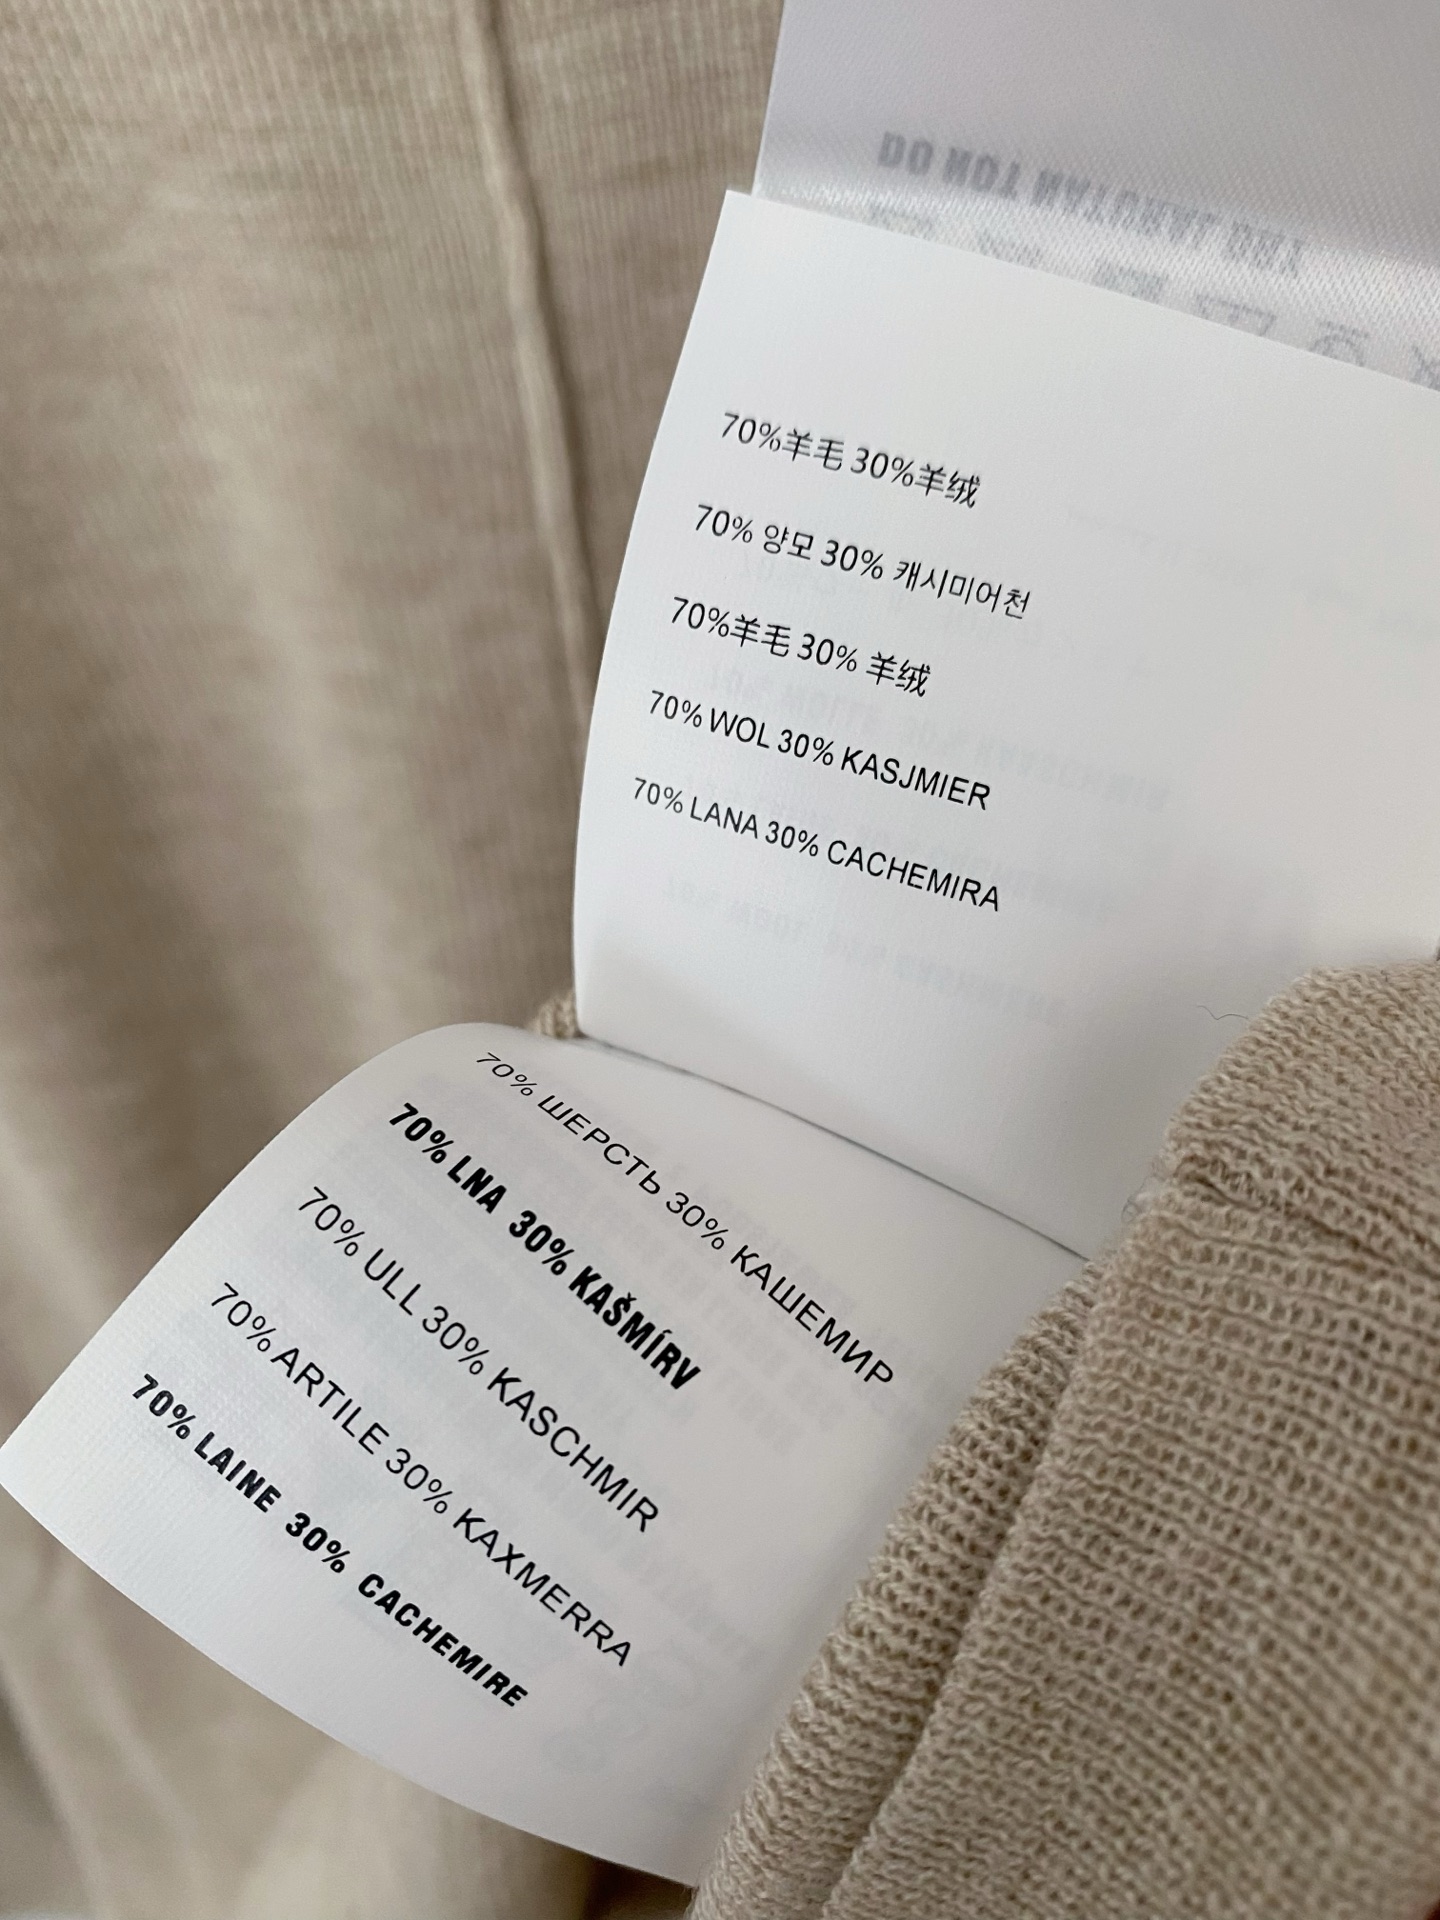 DO NOT
70%羊毛 30%羊绒
70% 양모 30% 캐시미어천
70%羊毛 30% 羊绒
70% WOL 30% KASJMIER
70% LANA 30% CACHEMIRA
70% ШЕРСТЬ 30% КАШЕМИР
70% LNA 30% KAŠMÍRV
70% ULL 30% KASCHMIR
70% ARTILE 30% KAXMERRA
70% LAINE 30% CACHEMIRE